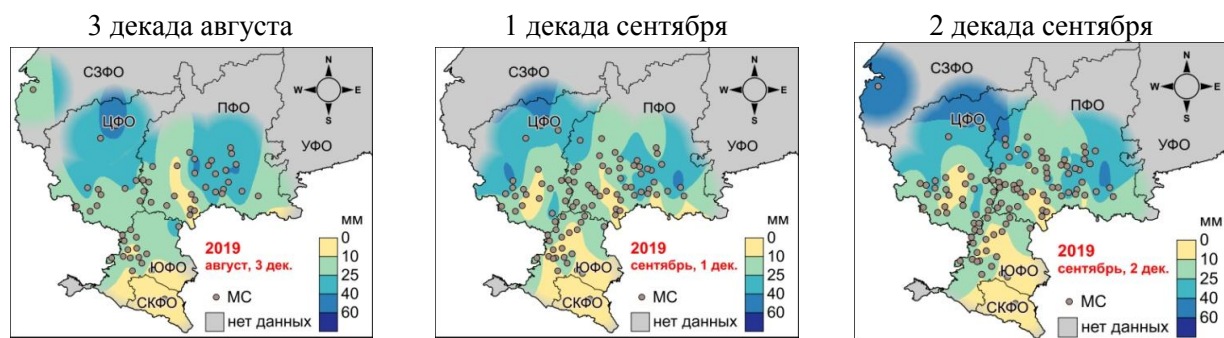 3 декада августа
1 декада сентября
2 декада сентября
СЗФО
ЦФО
ПФО
УФО
ЮФО
СКФО
N
W E
S
2019
август, 3 дек.
МС
нет данных
мм
0
10
25
40
60
СЗФО
ЦФО
ПФО
УФО
ЮФО
СКФО
N
W E
S
2019
сентябрь, 1 дек.
МС
нет данных
мм
0
10
25
40
60
СЗФО
ЦФО
ПФО
УФО
ЮФО
СКФО
N
W E
S
2019
сентябрь, 2 дек.
МС
нет данных
мм
0
10
25
40
60